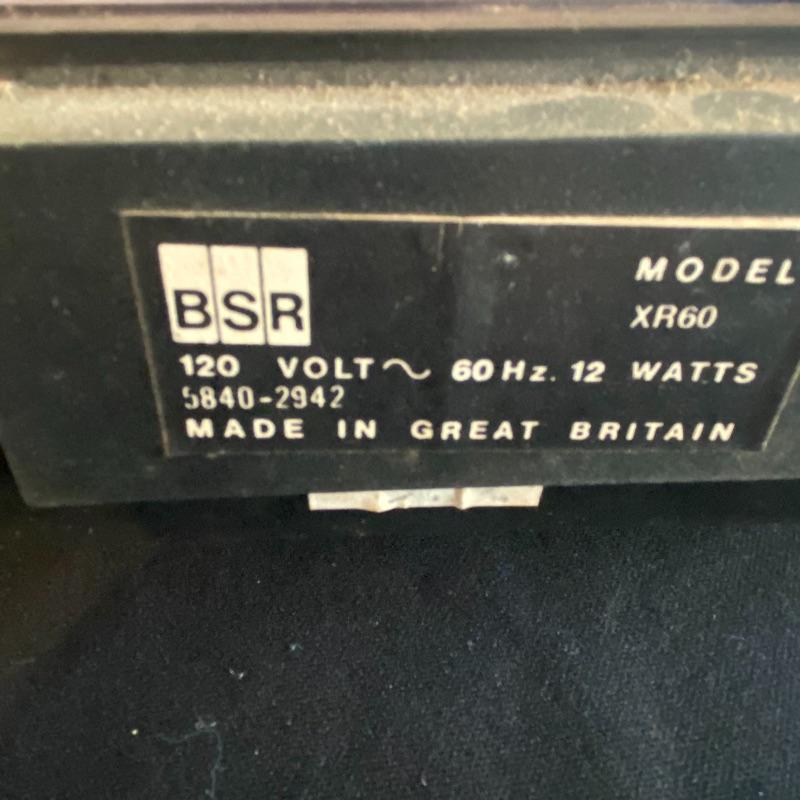 BSR
MODEL
XR60
120 VOLT ~ 60 Hz. 12 WATTS
5840-2942
MADE IN GREAT BRITAIN